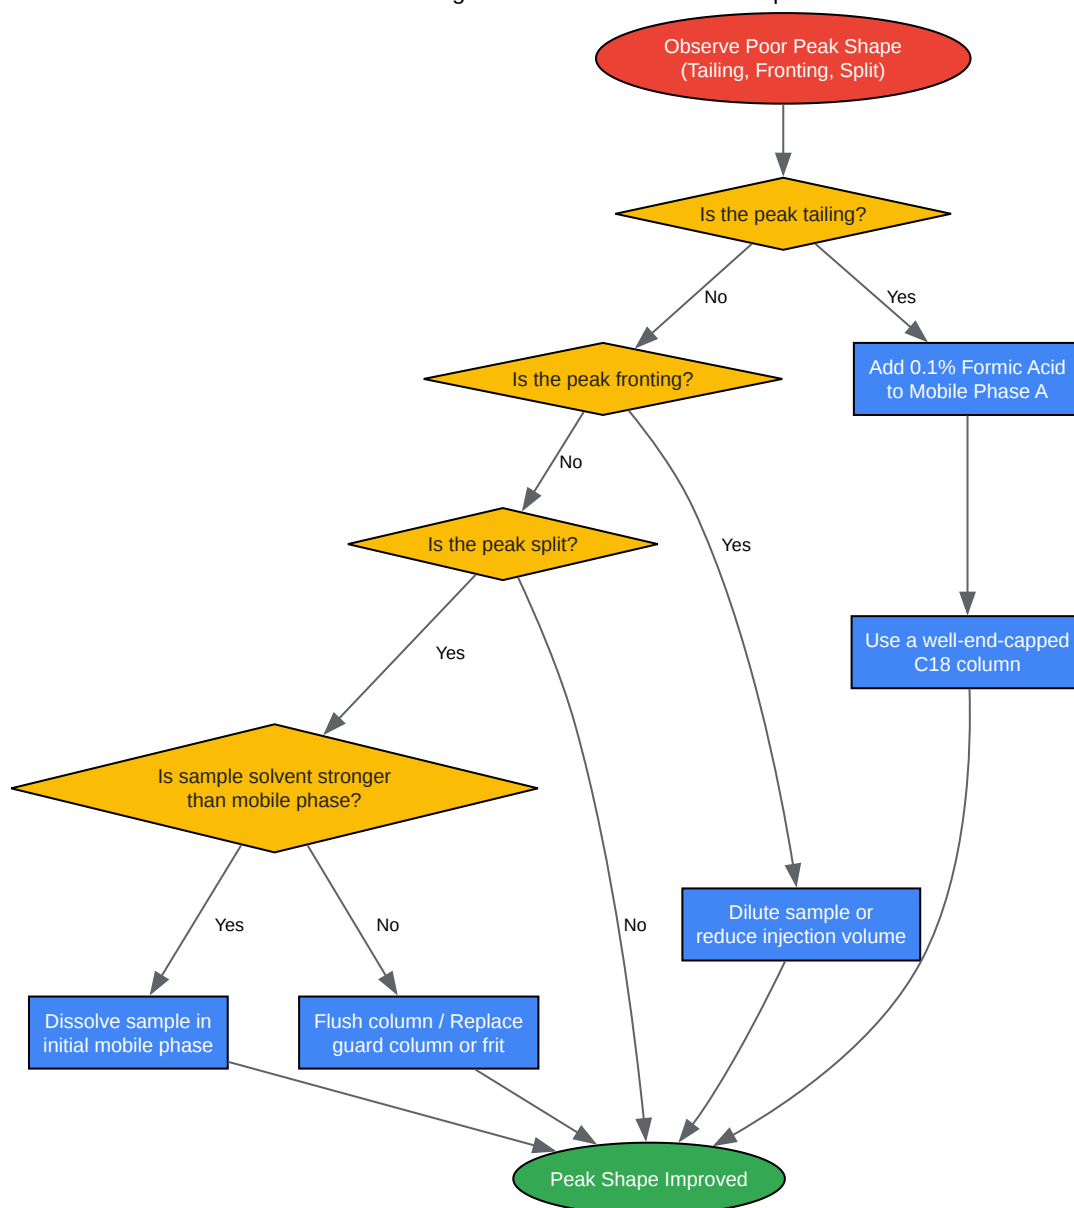 Observe Poor Peak Shape
(Tailing, Fronting, Split)
Is the peak tailing?
No
Yes
Is the peak fronting?
Add 0.1% Formic Acid
to Mobile Phase A
No
Is the peak split?
Yes
Yes
Use a well-end-capped
C18 column
Is sample solvent stronger
than mobile phase?
Yes
No
No
Dilute sample or
reduce injection volume
Dissolve sample in
initial mobile phase
Flush column / Replace
guard column or frit
Peak Shape Improved